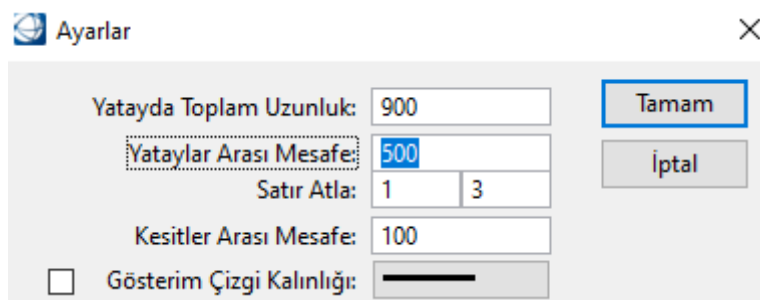 Ayarlar
Yatayda Toplam Uzunluk: 900 Tamam
Yataylar Arası Mesafe: 500 İptal
Satır Atla: 1 3
Kesitler Arası Mesafe: 100
Gösterim Çizgi Kalınlığı: